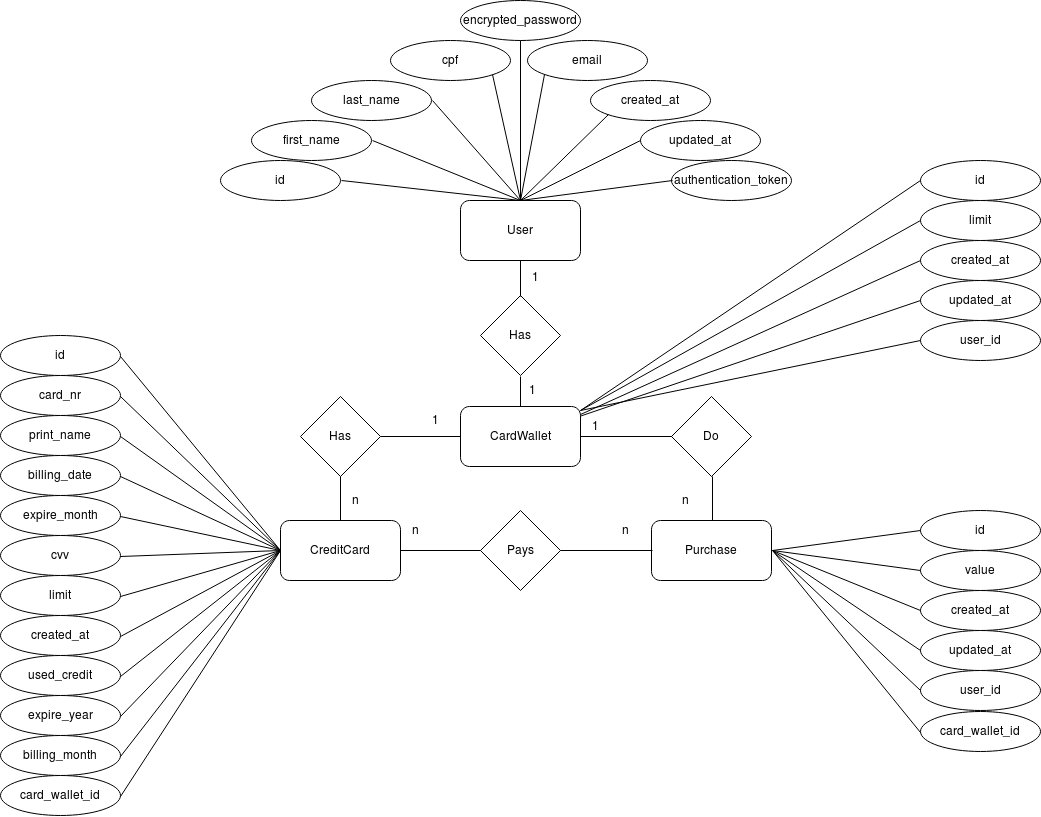 encrypted_password
cpf
email
last_name
created_at
first_name
updated_at
id
authentication_token
User
1
Has
1
id
limit
created_at
updated_at
user_id
CardWallet
1
Has
n
1
Do
n
id
card_nr
print_name
billing_date
expire_month
cvv
limit
created_at
used_credit
expire_year
billing_month
card_wallet_id
CreditCard
n
Pays
n
Purchase
id
value
created_at
updated_at
user_id
card_wallet_id